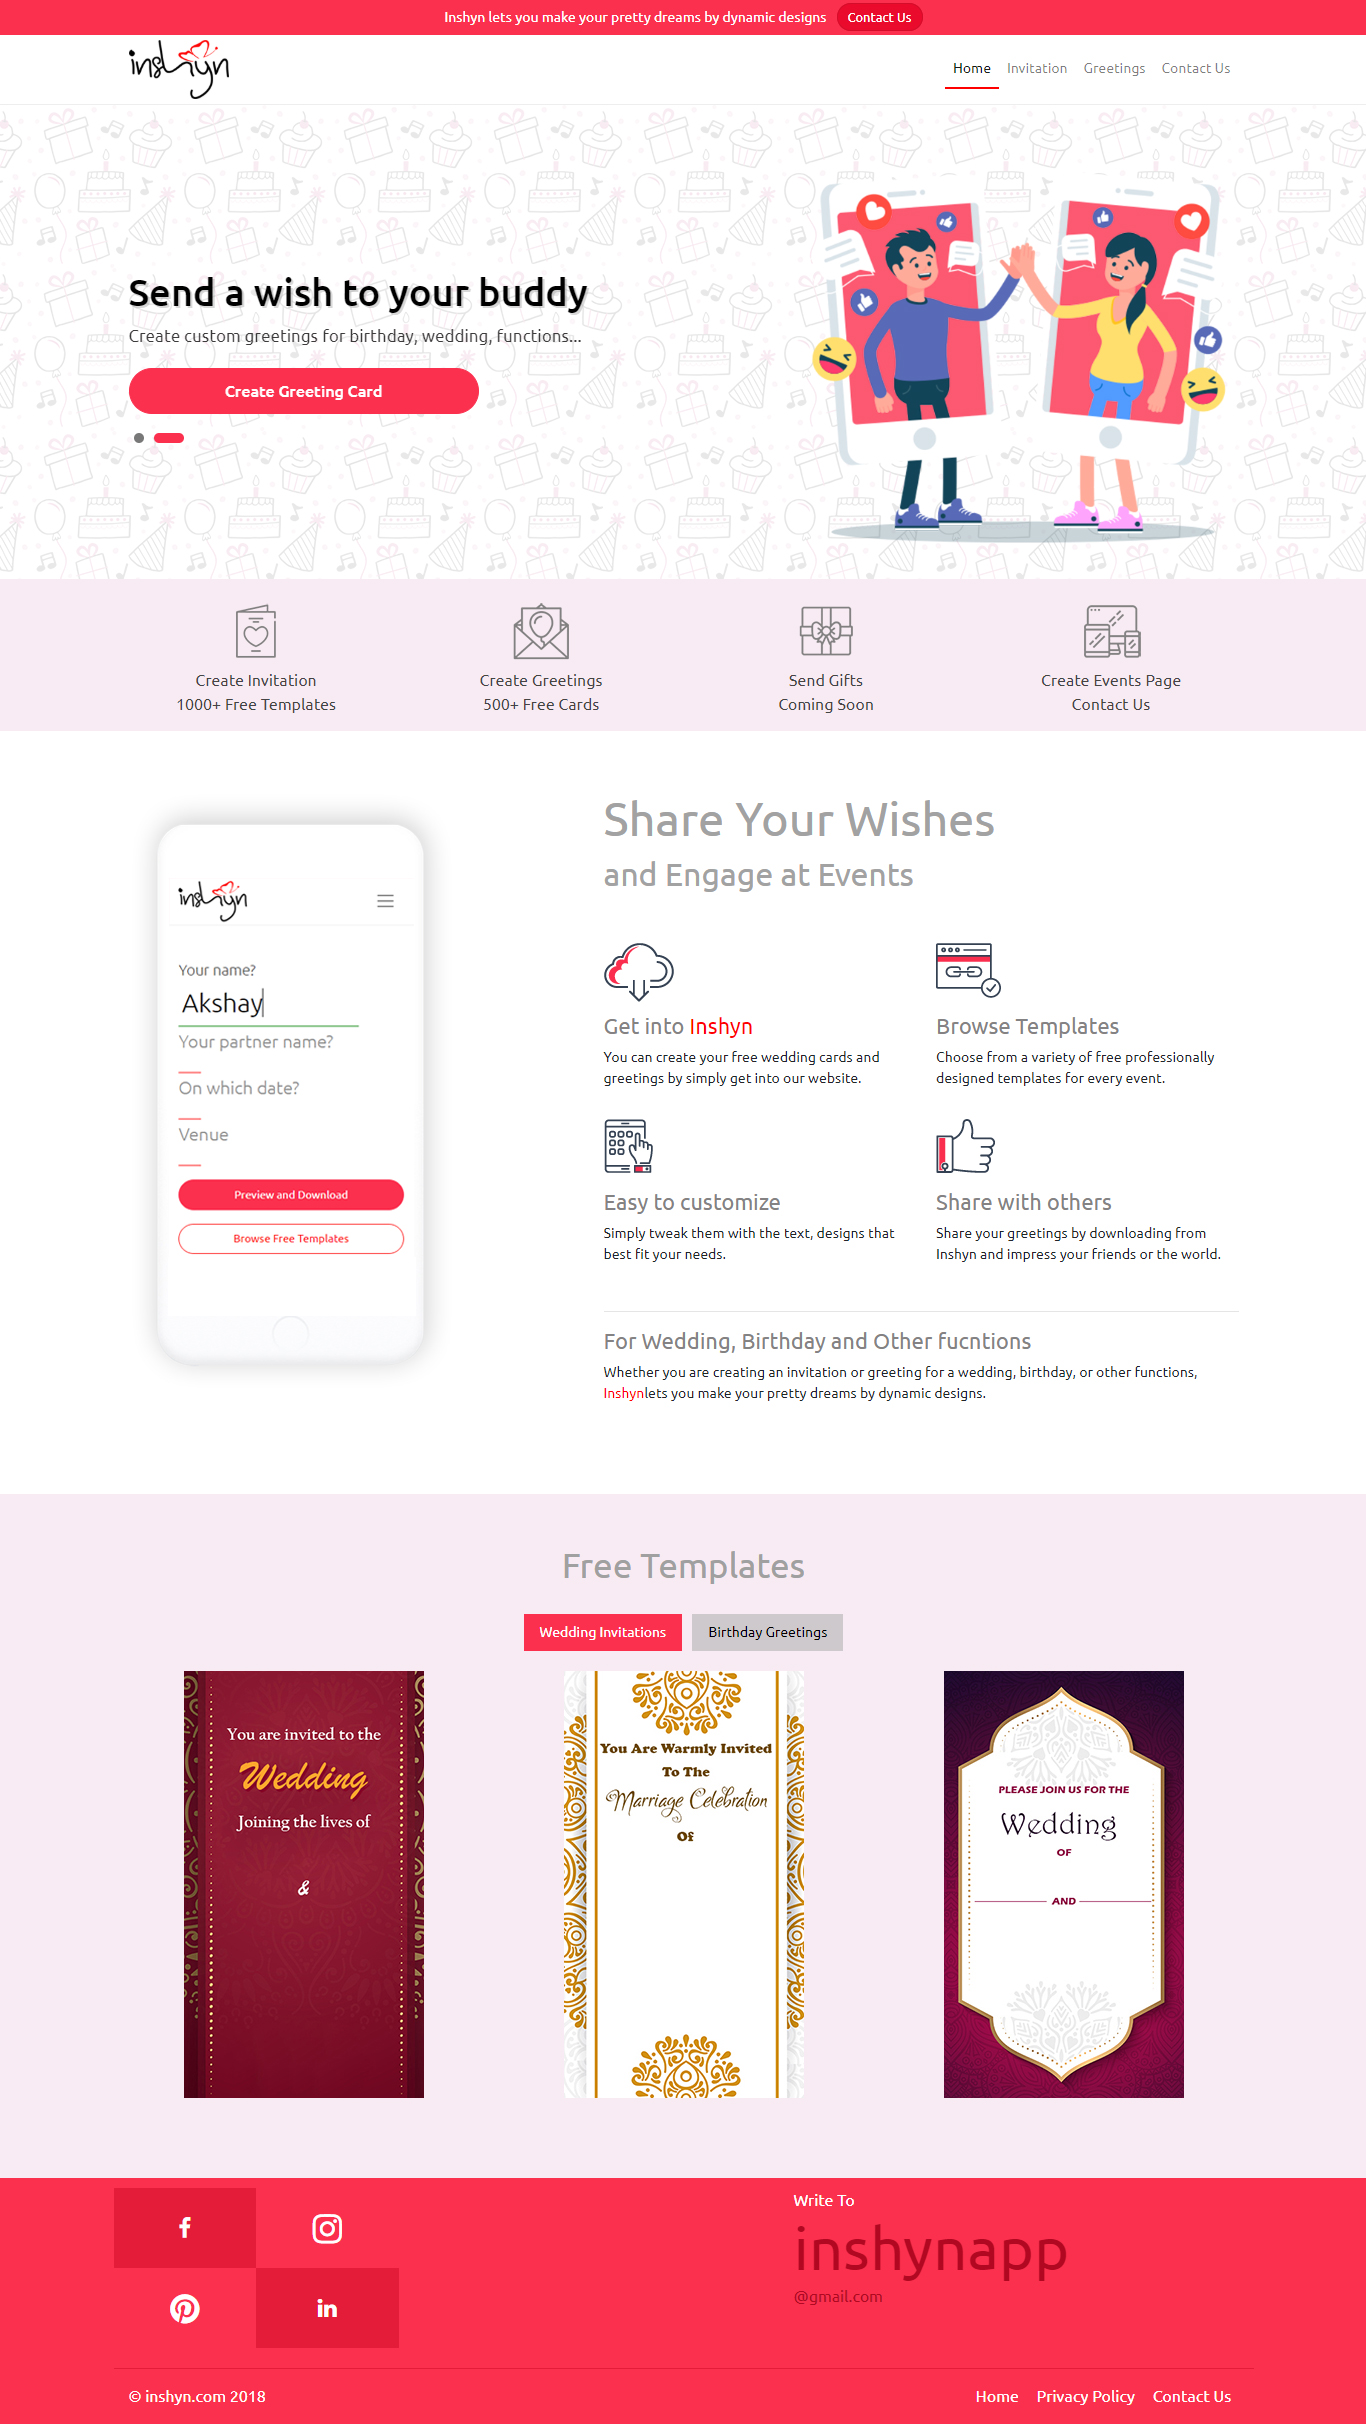 Inshyn lets you make your pretty dreams by dynamic designs Contact Us
inshyn
Home Invitation Greetings Contact Us
Send a wish to your buddy
Create custom greetings for birthday, wedding, functions...
Create Greeting Card
Create Invitation
1000+ Free Templates
Create Greetings
500+ Free Cards
Send Gifts
Coming Soon
Create Events Page
Contact Us
inshyn
Your name?
Akshay
Your partner name?
On which date?
Venue
Preview and Download
Browse Free Templates
Share Your Wishes
and Engage at Events
Get into Inshyn
You can create your free wedding cards and
greetings by simply get into our website.
Browse Templates
Choose from a variety of free professionally
designed templates for every event.
Easy to customize
Simply tweak them with the text, designs that
best fit your needs.
Share with others
Share your greetings by downloading from
Inshyn and impress your friends or the world.
For Wedding, Birthday and Other fucntions
Whether you are creating an invitation or greeting for a wedding, birthday, or other functions,
Inshynlets you make your pretty dreams by dynamic designs.
Free Templates
Wedding Invitations Birthday Greetings
You are invited to the
Wedding
Joining the lives of
&
You Are Warmly Invited
To The
Marriage Celebration
Of
PLEASE JOIN US FOR THE
Wedding
OF
AND
f
in
Write To
inshynapp
@gmail.com
© inshyn.com 2018
Home Privacy Policy Contact Us